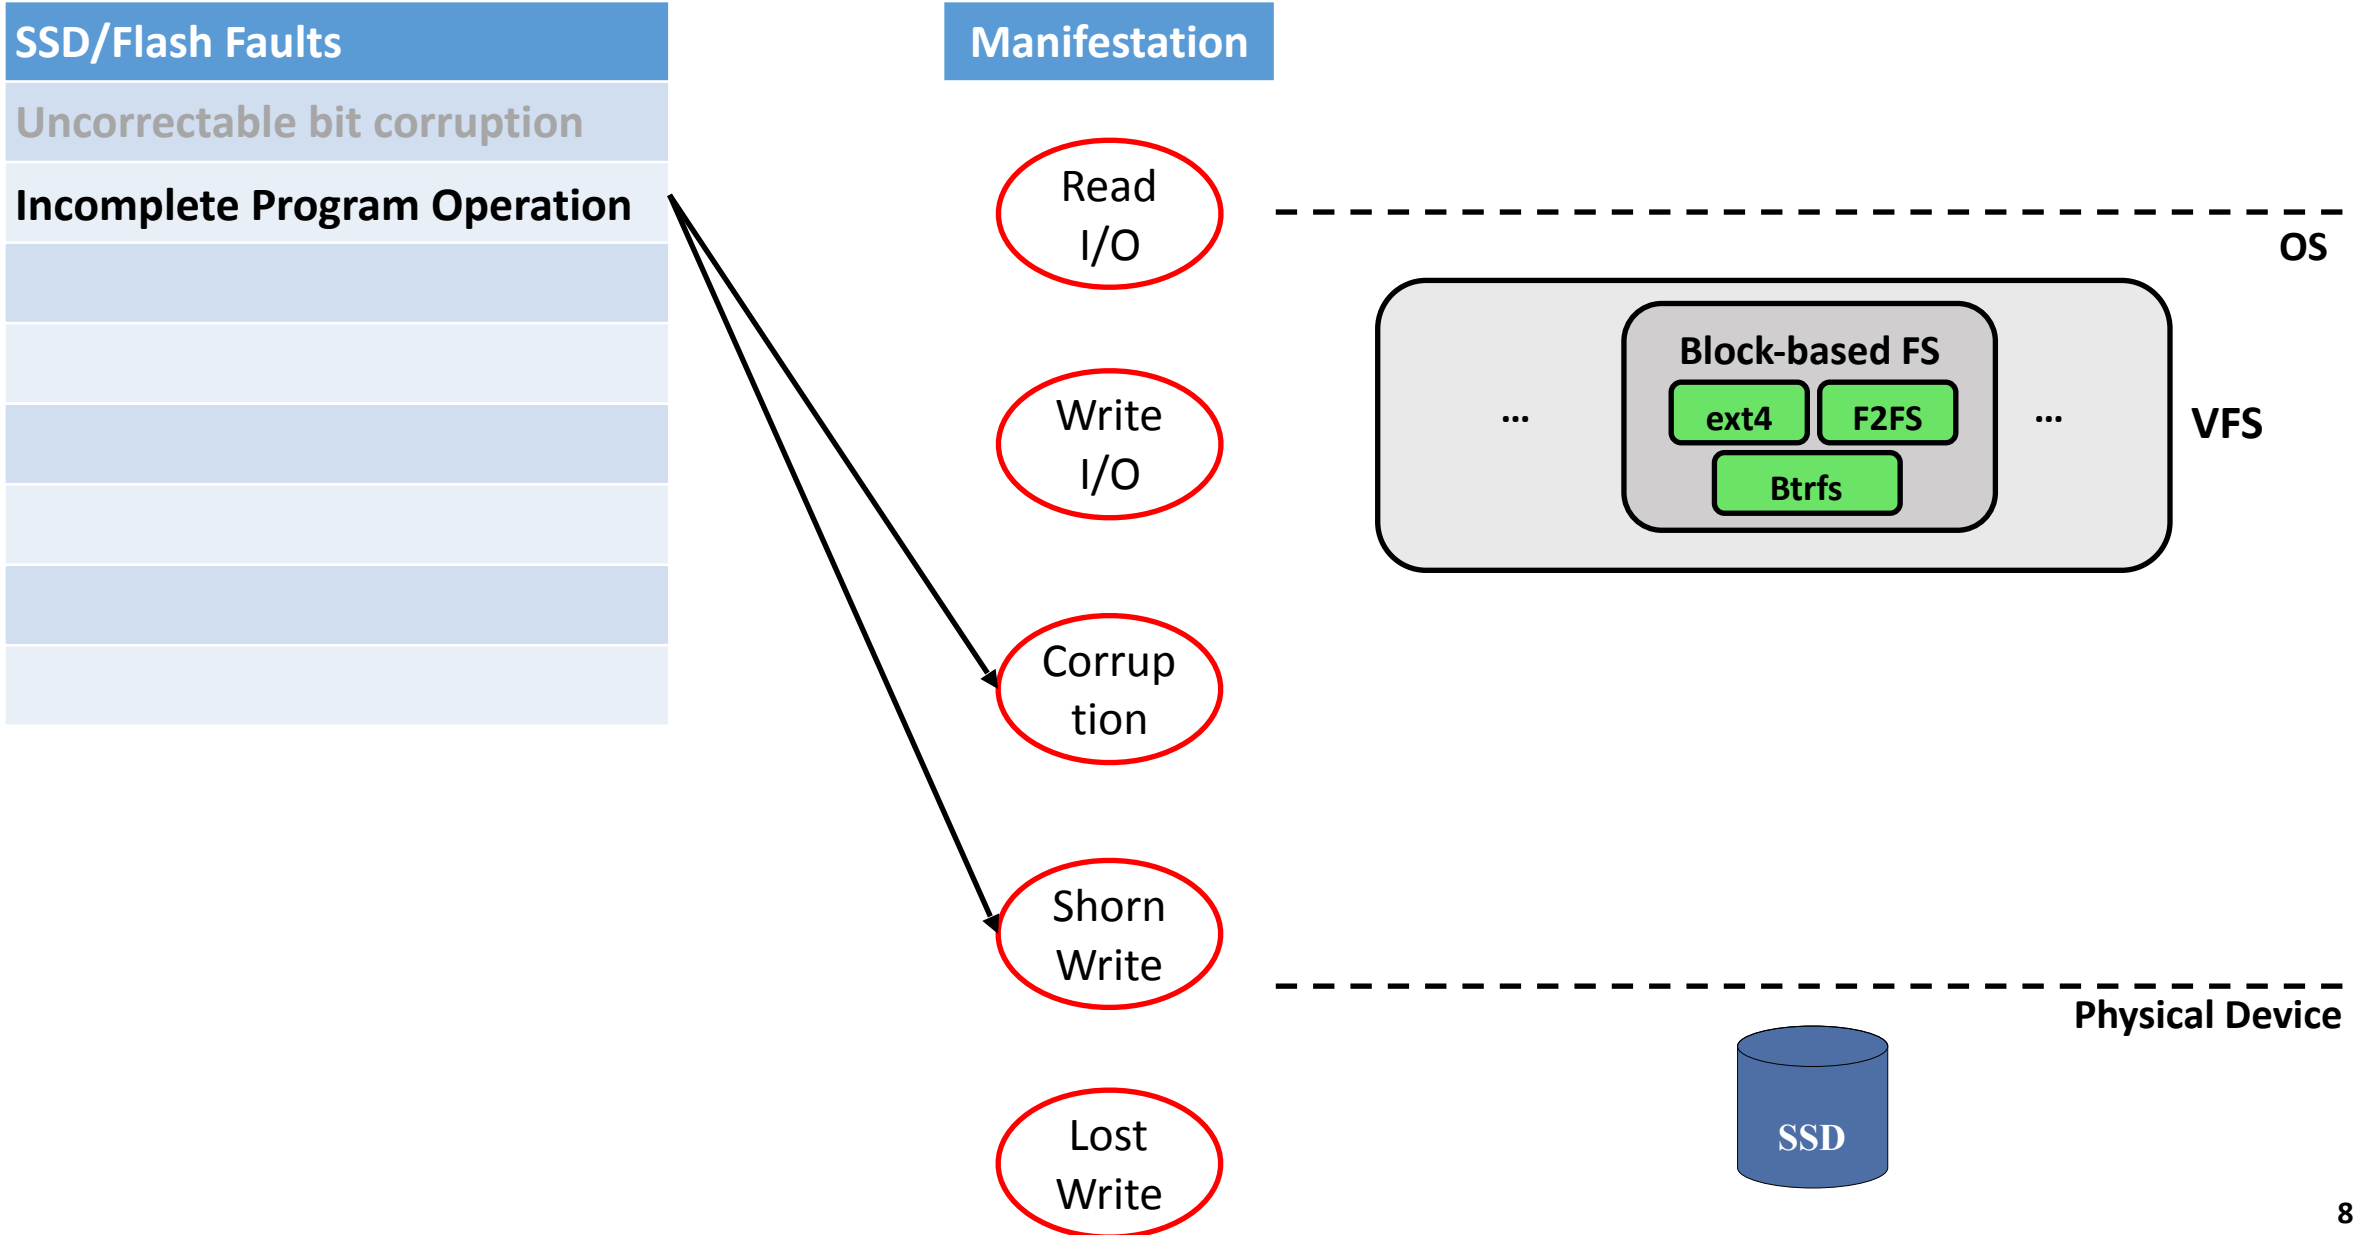 SSD/Flash Faults
Uncorrectable bit corruption
Incomplete Program Operation
Manifestation
Read
I/O
Write
I/O
Corrup
tion
Shorn
Write
Lost
Write
OS
Block-based FS
...
ext4
F2FS
...
Btrfs
VFS
Physical Device
SSD
8